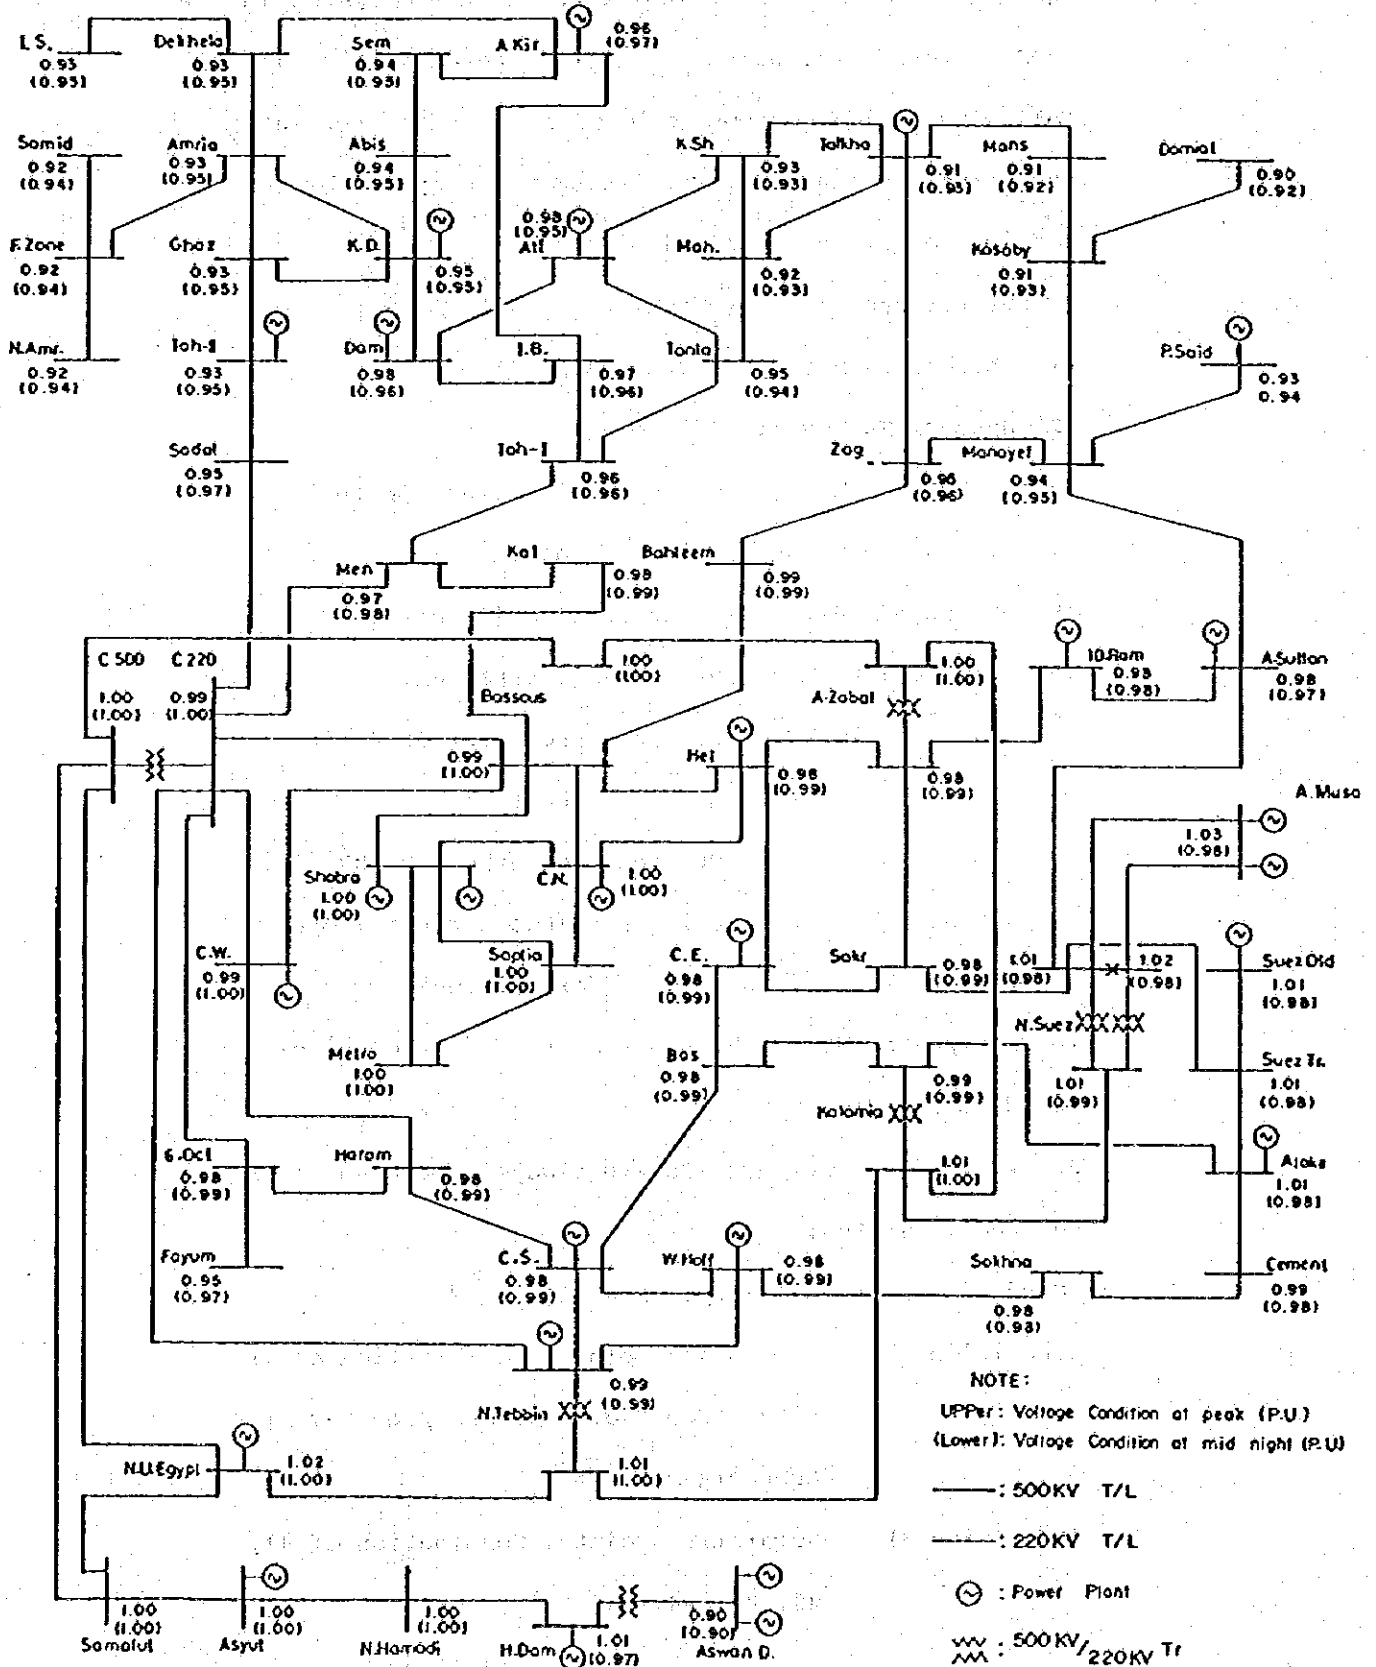 I.S.
0.93
(0.95)
Dekhela
0.93
(0.95)
Sem
0.94
(0.95)
A.Kir
0.96
(0.97)
Somid
0.92
(0.94)
Amria
0.93
(0.95)
Abis
0.94
(0.95)
K.Sh
0.93
(0.93)
Talkha
0.91
(0.93)
Mans
0.91
(0.92)
Domiat
0.90
(0.92)
F.Zone
0.92
(0.94)
Ghaz
0.93
(0.95)
K.D.
0.95
(0.95)
0.98
(0.95)
Atf
Mah.
0.92
(0.93)
Kasaby
0.91
(0.93)
N.Amr.
0.92
(0.94)
Tah-II
0.93
(0.95)
Dam
0.98
(0.96)
I.B.
0.97
(0.96)
Tanta
0.95
(0.94)
P.Said
0.93
0.94
Sadat
0.95
(0.97)
Tah-I
0.96
(0.96)
Zag
0.96
(0.96)
Manayef
0.94
(0.95)
Men
0.97
(0.98)
Kal
0.98
(0.99)
Bahteem
0.99
(0.99)
C 500
1.00
(1.00)
C 220
0.99
(1.00)
1.00
(1.00)
Bassous
0.99
(1.00)
1.00
(1.00)
A.Zabal
0.98
(0.99)
10.Ram
0.98
(0.98)
A.Sultan
0.98
(0.97)
Hel
0.98
(0.99)
A.Musa
1.03
(0.98)
Shobra
1.00
(1.00)
C.N.
1.00
(1.00)
C.W.
0.99
(1.00)
Saptia
1.00
(1.00)
C.E.
0.98
(0.99)
Sakr
0.98
(0.99)
1.01
(0.98)
1.02
(0.98)
Suez Old
1.01
(0.98)
N.Suez
1.01
(0.99)
Metro
1.00
(1.00)
Bas
0.98
(0.99)
0.99
(0.99)
Katamia
1.01
(1.00)
Suez Tr.
1.01
(0.98)
6.Oct
0.98
(0.99)
Haram
0.98
(0.99)
Ataka
1.01
(0.98)
Fayum
0.95
(0.97)
C.S.
0.98
(0.99)
W.Hoff
0.98
(0.99)
Sokhna
0.98
(0.98)
Cement
0.99
(0.98)
0.99
(0.99)
N.Tebbin
1.01
(1.00)
N.U.Egypt
1.02
(1.00)
Samalut
1.00
(1.00)
Asyut
1.00
(1.00)
N.Hamadi
1.00
(1.00)
H.Dam
1.01
(0.97)
Aswan D.
0.90
(0.90)
NOTE:
UPPer: Voltage Condition at peak (P.U.)
(Lower): Voltage Condition at mid night (P.U)
: 500KV T/L
: 220KV T/L
: Power Plant
: 500KV/220KV Tr